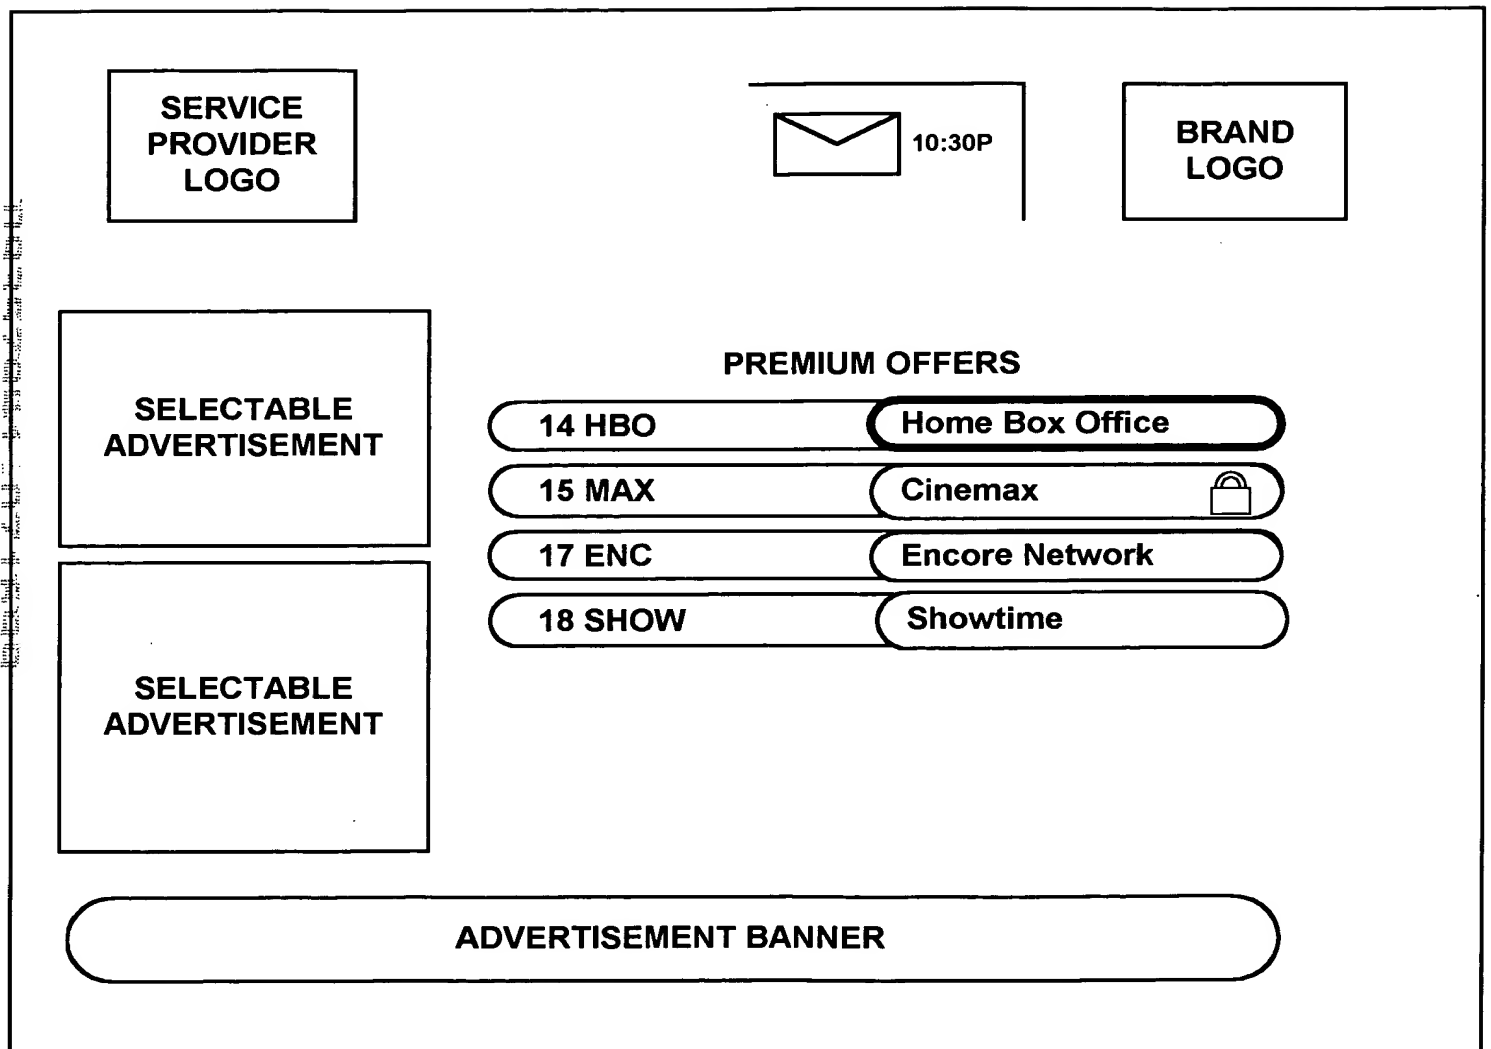 SERVICE
PROVIDER
LOGO
10:30P
BRAND
LOGO
SELECTABLE
ADVERTISEMENT
PREMIUM OFFERS
14 HBO Home Box Office
15 MAX Cinemax
17 ENC Encore Network
18 SHOW Showtime
SELECTABLE
ADVERTISEMENT
ADVERTISEMENT BANNER